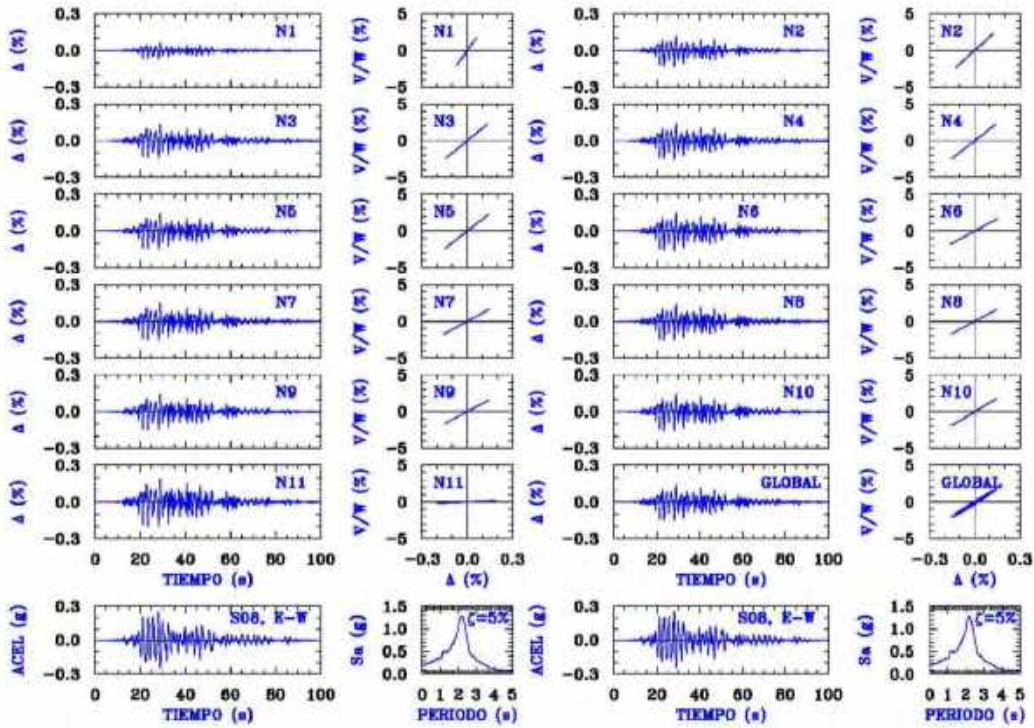 Δ (%) 0.3 0.0 −0.3 N1 V/W (%) 5 0 −5 N1 Δ (%) 0.3 0.0 −0.3 N2 V/W (%) 5 0 −5 N2
Δ (%) 0.3 0.0 −0.3 N3 V/W (%) 5 0 −5 N3 Δ (%) 0.3 0.0 −0.3 N4 V/W (%) 5 0 −5 N4
Δ (%) 0.3 0.0 −0.3 N5 V/W (%) 5 0 −5 N5 Δ (%) 0.3 0.0 −0.3 N6 V/W (%) 5 0 −5 N6
Δ (%) 0.3 0.0 −0.3 N7 V/W (%) 5 0 −5 N7 Δ (%) 0.3 0.0 −0.3 N8 V/W (%) 5 0 −5 N8
Δ (%) 0.3 0.0 −0.3 N9 V/W (%) 5 0 −5 N9 Δ (%) 0.3 0.0 −0.3 N10 V/W (%) 5 0 −5 N10
Δ (%) 0.3 0.0 −0.3 N11 V/W (%) 5 0 −5 N11 Δ (%) 0.3 0.0 −0.3 GLOBAL V/W (%) 5 0 −5 GLOBAL
0 20 40 60 80 100 −0.3 0.0 0.3 0 20 40 60 80 100 −0.3 0.0 0.3
TIEMPO (s) Δ (%) TIEMPO (s) Δ (%)
ACEL (g) 0.3 0.0 −0.3 S08, E−W Sa (g) 1.5 1.0 0.5 0.0 ζ=5% ACEL (g) 0.3 0.0 −0.3 S08, E−W Sa (g) 1.5 1.0 0.5 0.0 ζ=5%
0 20 40 60 80 100 0 1 2 3 4 5 0 20 40 60 80 100 0 1 2 3 4 5
TIEMPO (s) PERIODO (s) TIEMPO (s) PERIODO (s)